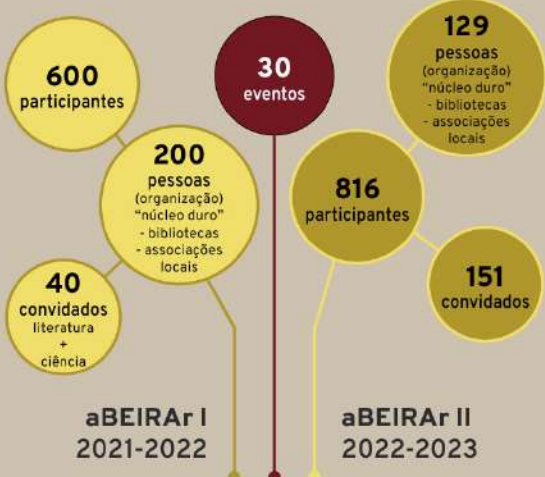 600
participantes
200
pessoas
(organização)
“núcleo duro”
- bibliotecas
- associações
locais
40
convidados
literatura
+
ciência
aBEIRAr I
2021-2022
30
eventos
129
pessoas
(organização)
“núcleo duro”
- bibliotecas
- associações
locais
816
participantes
151
convidados
aBEIRAr II
2022-2023